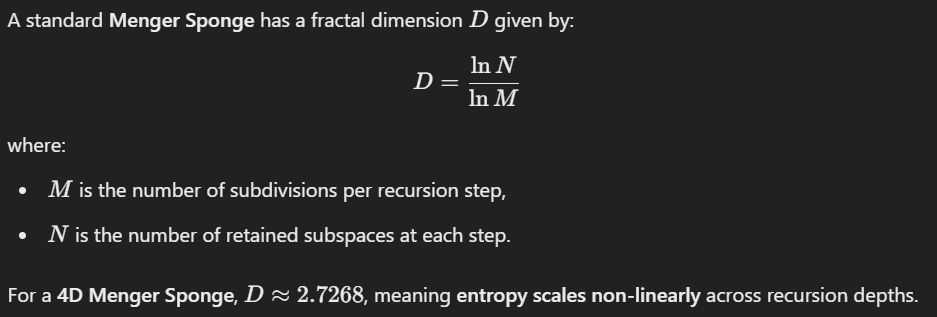 A standard Menger Sponge has a fractal dimension D given by:
D = ln N / ln M
where:
• M is the number of subdivisions per recursion step,
• N is the number of retained subspaces at each step.
For a 4D Menger Sponge, D ≈ 2.7268, meaning entropy scales non-linearly across recursion depths.